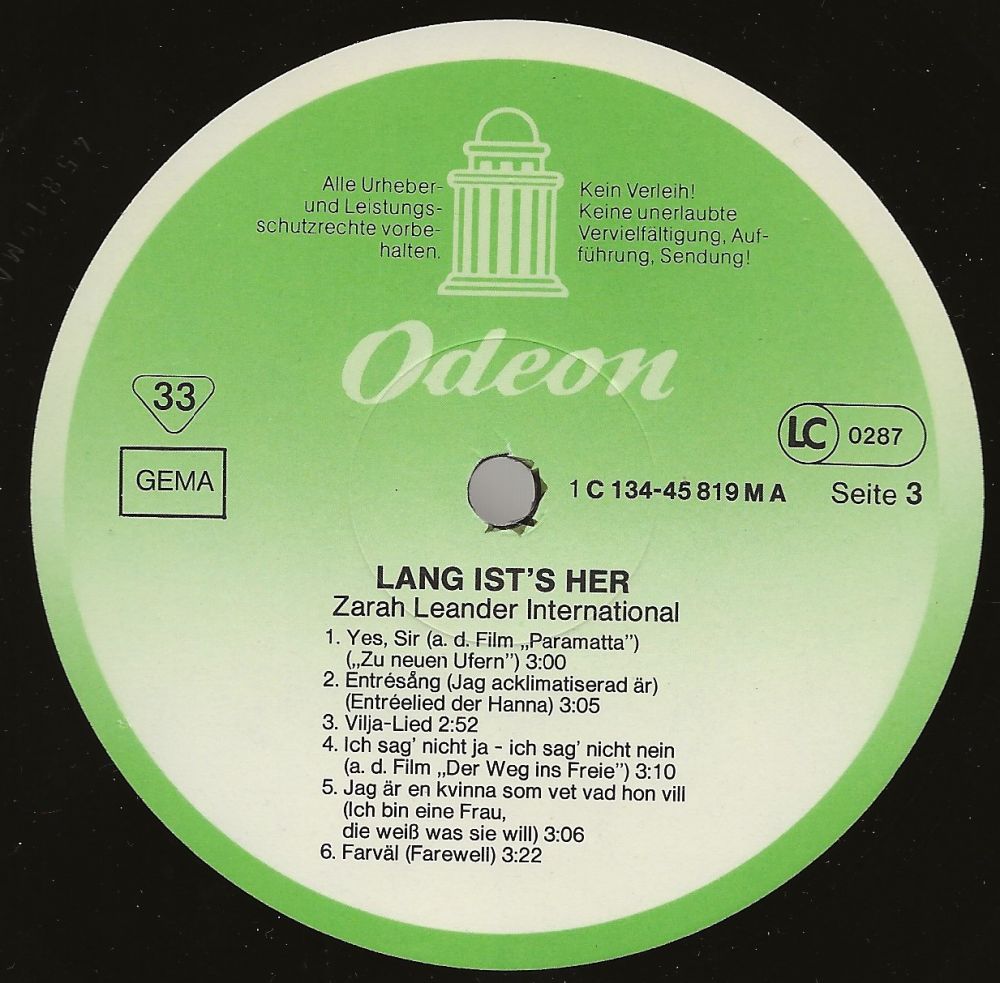 Alle Urheber-
und Leistungs-
schutzrechte vorbe-
halten.
Kein Verleih!
Keine unerlaubte
Vervielfältigung, Auf-
führung, Sendung!
Odeon
33
GEMA
LC 0287
1 C 134-45 819 M A
Seite 3
LANG IST'S HER
Zarah Leander International
1. Yes, Sir (a. d. Film „Paramatta”)
(„Zu neuen Ufern”) 3:00
2. Entrésång (Jag acklimatiserad är)
(Entréelied der Hanna) 3:05
3. Vilja-Lied 2:52
4. Ich sag' nicht ja - ich sag' nicht nein
(a. d. Film „Der Weg ins Freie”) 3:10
5. Jag är en kvinna som vet vad hon vill
(Ich bin eine Frau,
die weiß was sie will) 3:06
6. Farväl (Farewell) 3:22